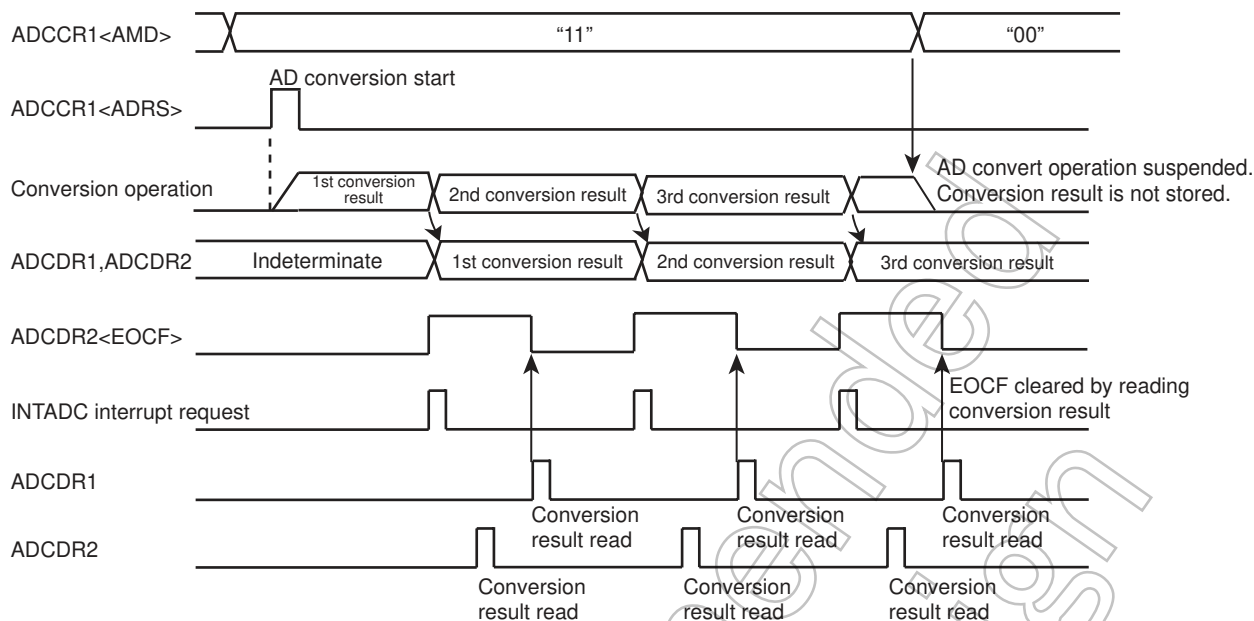 ADCCR1<AMD>
“11”
“00”
AD conversion start
ADCCR1<ADRS>
AD convert operation suspended.
Conversion result is not stored.
Conversion operation
1st conversion
result
2nd conversion result
3rd conversion result
ADCDR1,ADCDR2
Indeterminate
1st conversion result
2nd conversion result
3rd conversion result
ADCDR2<EOCF>
EOCF cleared by reading
conversion result
INTADC interrupt request
ADCDR1
Conversion
result read
Conversion
result read
Conversion
result read
ADCDR2
Conversion
result read
Conversion
result read
Conversion
result read